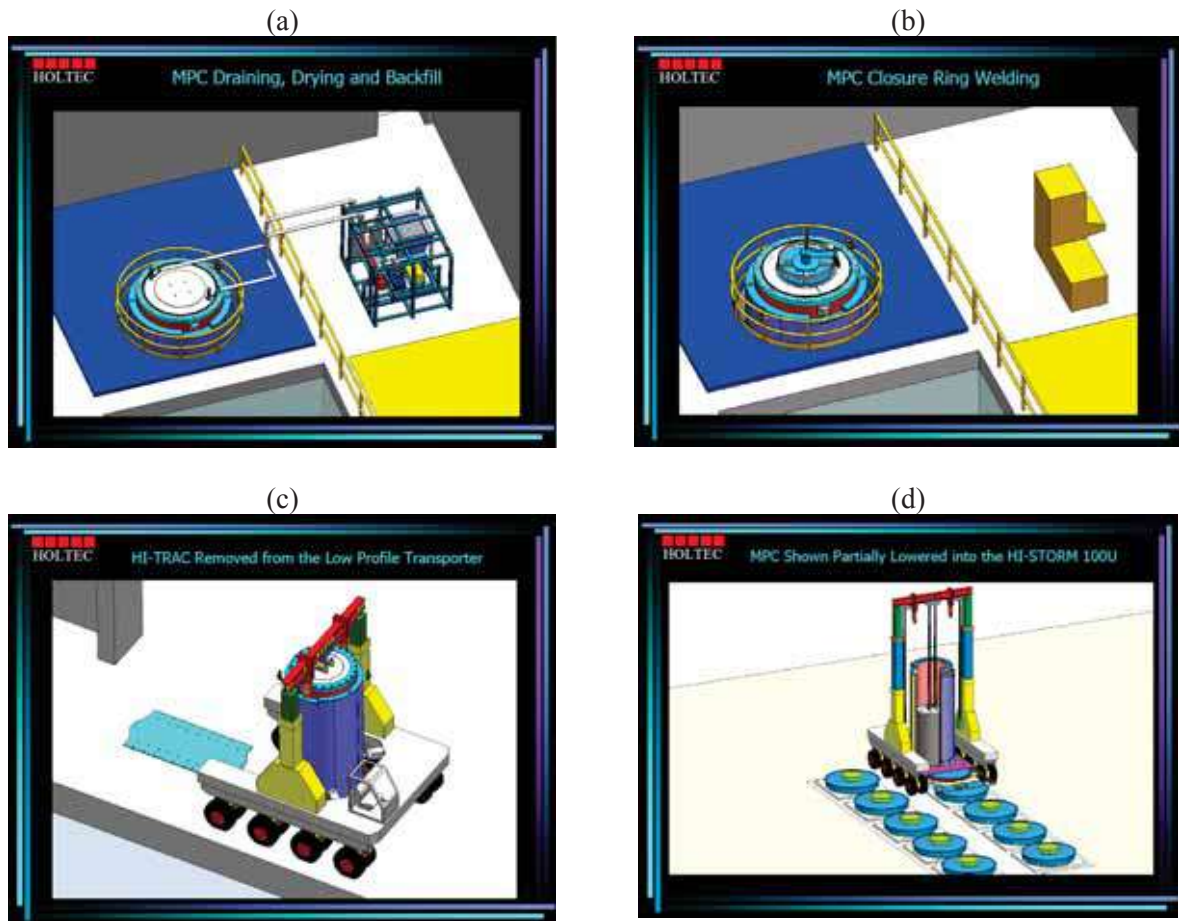 (a)
HOLTEC
MPC Draining, Drying and Backfill
(b)
HOLTEC
MPC Closure Ring Welding
(c)
HOLTEC
HI-TRAC Removed from the Low Profile Transporter
(d)
HOLTEC
MPC Shown Partially Lowered into the HI-STORM 100U